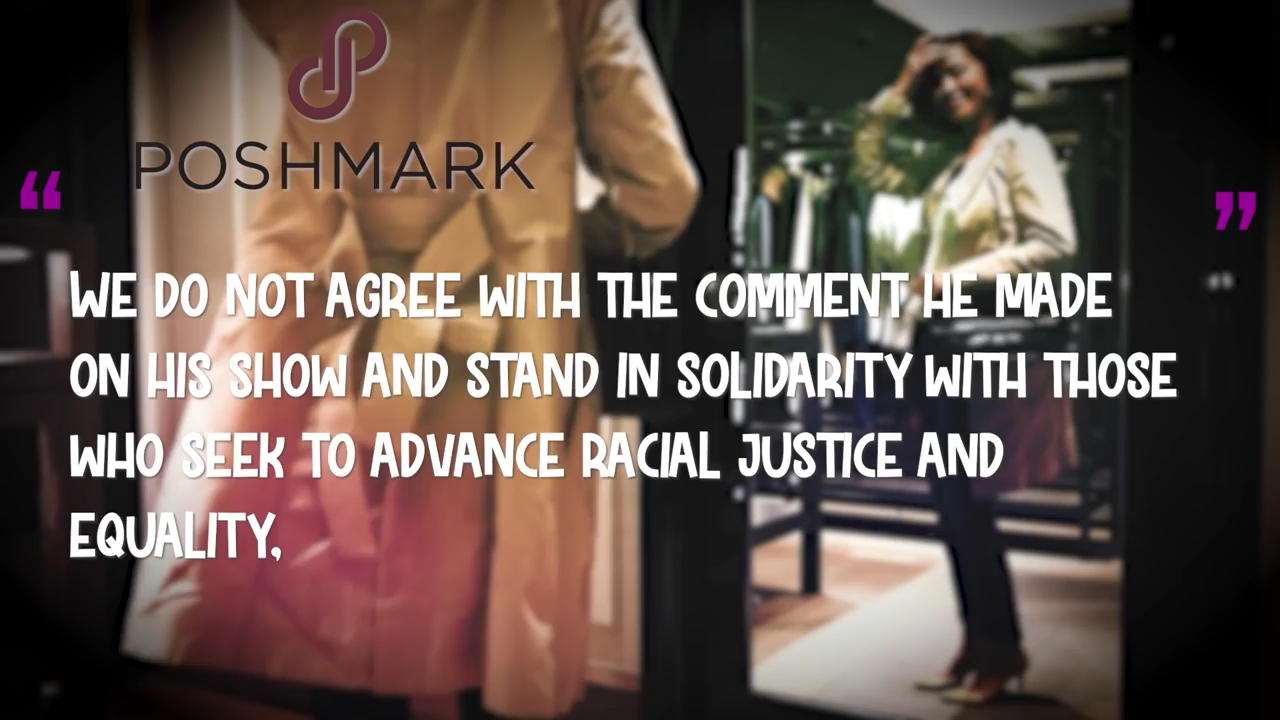 POSHMARK
“ ”
WE DO NOT AGREE WITH THE COMMENT HE MADE
ON HIS SHOW AND STAND IN SOLIDARITY WITH THOSE
WHO SEEK TO ADVANCE RACIAL JUSTICE AND
EQUALITY,